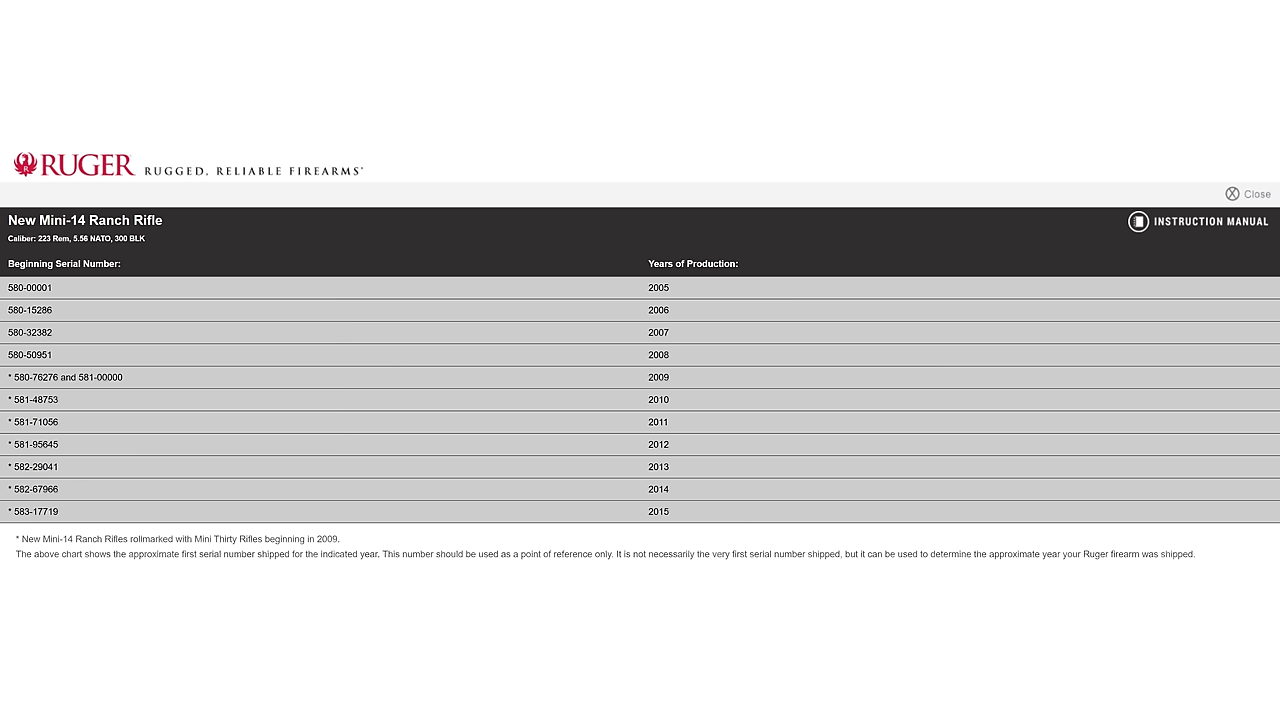 RUGER RUGGED, RELIABLE FIREARMS®
Close
New Mini-14 Ranch Rifle
INSTRUCTION MANUAL
Caliber: 223 Rem, 5.56 NATO, 300 BLK
Beginning Serial Number: Years of Production:
580-00001 2005
580-15286 2006
580-32382 2007
580-50951 2008
* 580-76276 and 581-00000 2009
* 581-48753 2010
* 581-71056 2011
* 581-95645 2012
* 582-29041 2013
* 582-67966 2014
* 583-17719 2015
* New Mini-14 Ranch Rifles rollmarked with Mini Thirty Rifles beginning in 2009.
The above chart shows the approximate first serial number shipped for the indicated year. This number should be used as a point of reference only. It is not necessarily the very first serial number shipped, but it can be used to determine the approximate year your Ruger firearm was shipped.